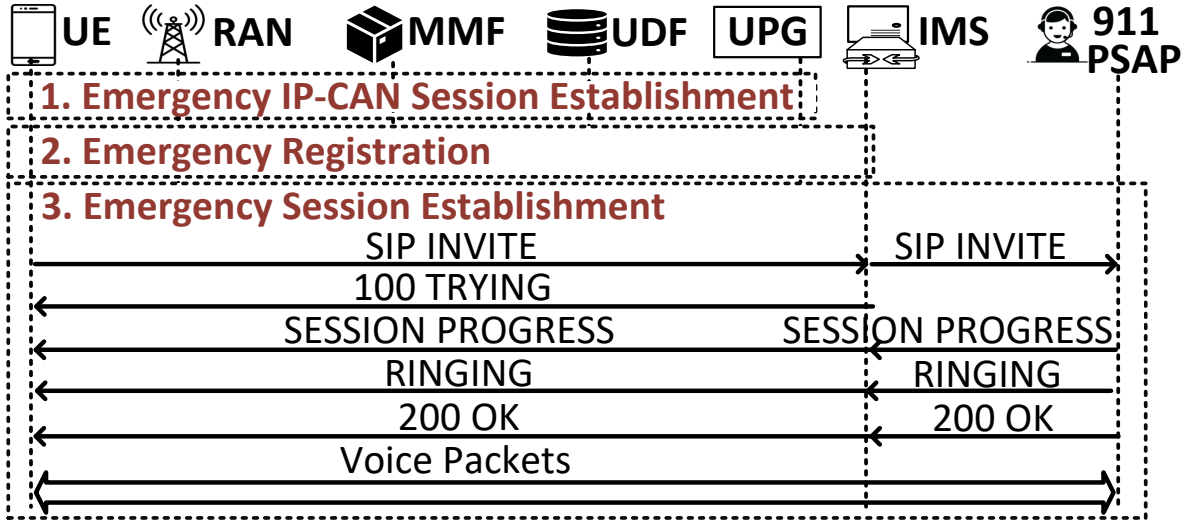 UE RAN MMF UDF UPG IMS 911
PSAP
1. Emergency IP-CAN Session Establishment
2. Emergency Registration
3. Emergency Session Establishment
SIP INVITE SIP INVITE
100 TRYING
SESSION PROGRESS SESSION PROGRESS
RINGING RINGING
200 OK 200 OK
Voice Packets